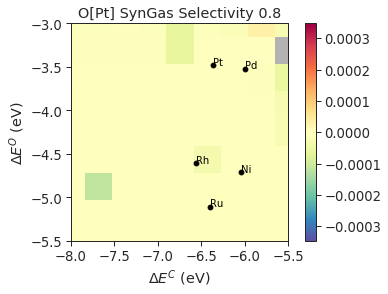 O[Pt] SynGas Selectivity 0.8
−3.0
−3.5
−4.0
−4.5
−5.0
−5.5
ΔE^O (eV)
Pt
Pd
Rh
Ni
Ru
−8.0 −7.5 −7.0 −6.5 −6.0 −5.5
ΔE^C (eV)
0.0003
0.0002
0.0001
0.0000
−0.0001
−0.0002
−0.0003